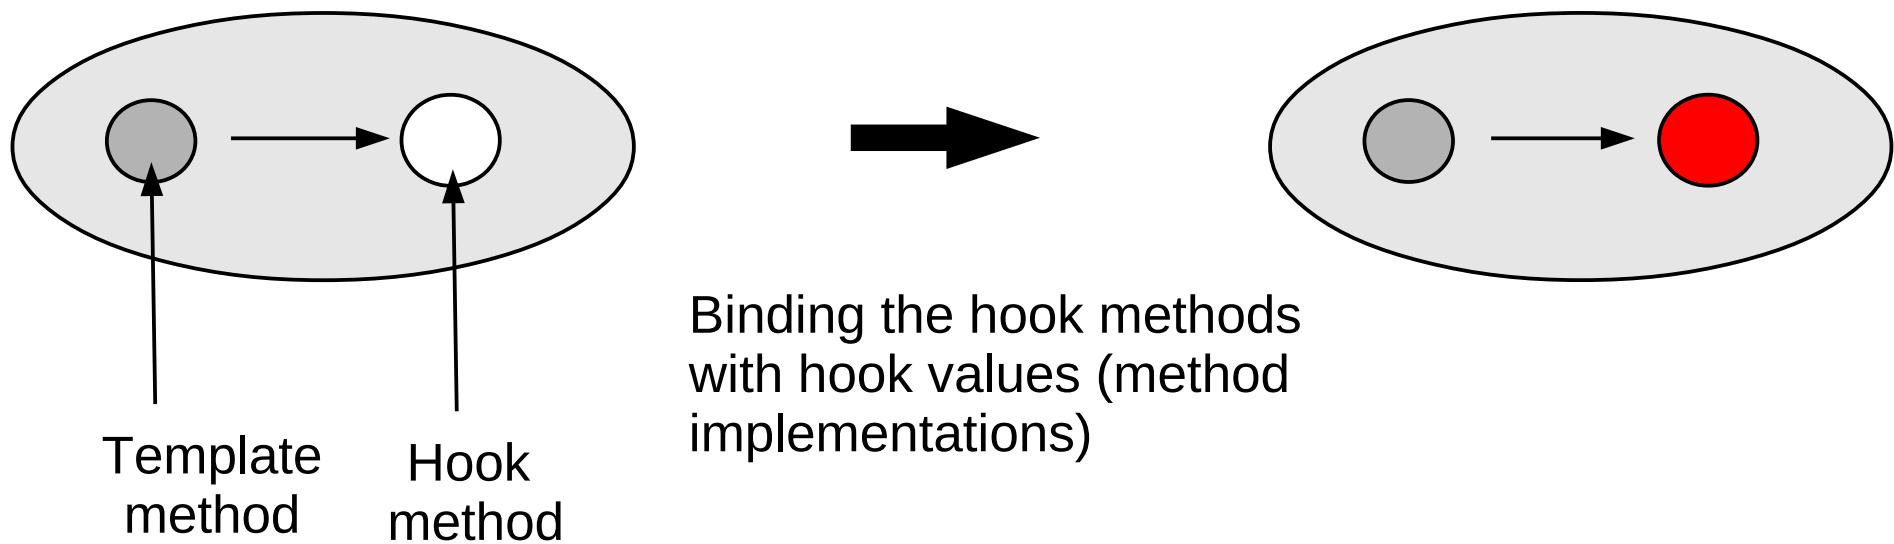 Binding the hook methods
with hook values (method
implementations)
Template
method
Hook
method